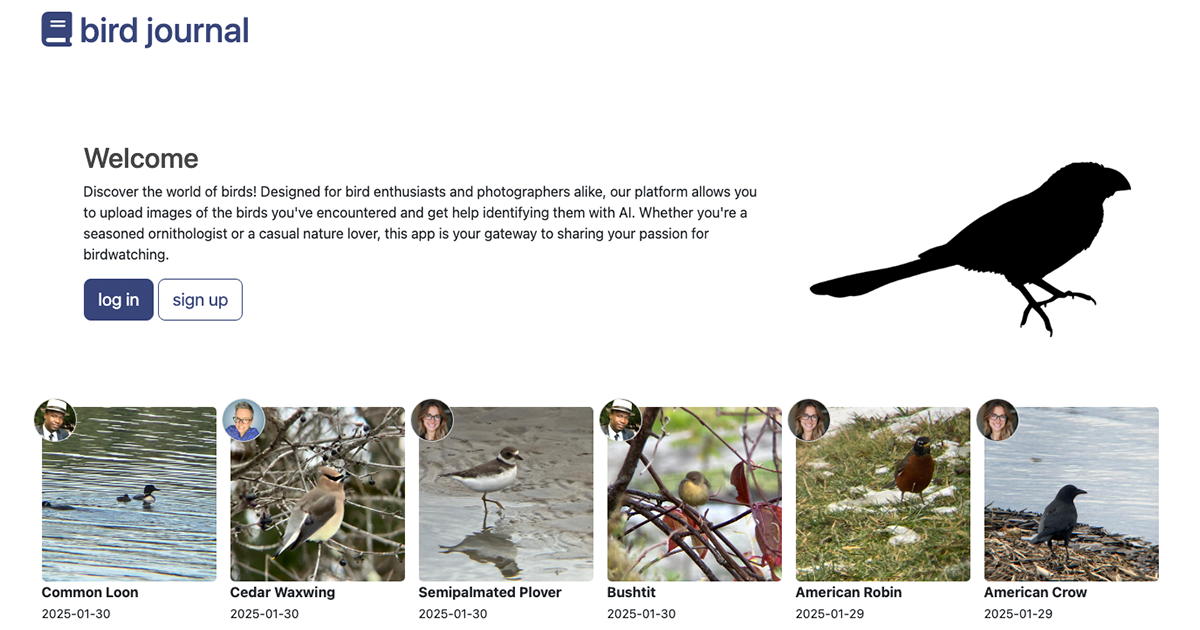 bird journal
Welcome
Discover the world of birds! Designed for bird enthusiasts and photographers alike, our platform allows you
to upload images of the birds you've encountered and get help identifying them with AI. Whether you're a
seasoned ornithologist or a casual nature lover, this app is your gateway to sharing your passion for
birdwatching.
log in
sign up
Common Loon
2025-01-30
Cedar Waxwing
2025-01-30
Semipalmated Plover
2025-01-30
Bushtit
2025-01-30
American Robin
2025-01-29
American Crow
2025-01-29